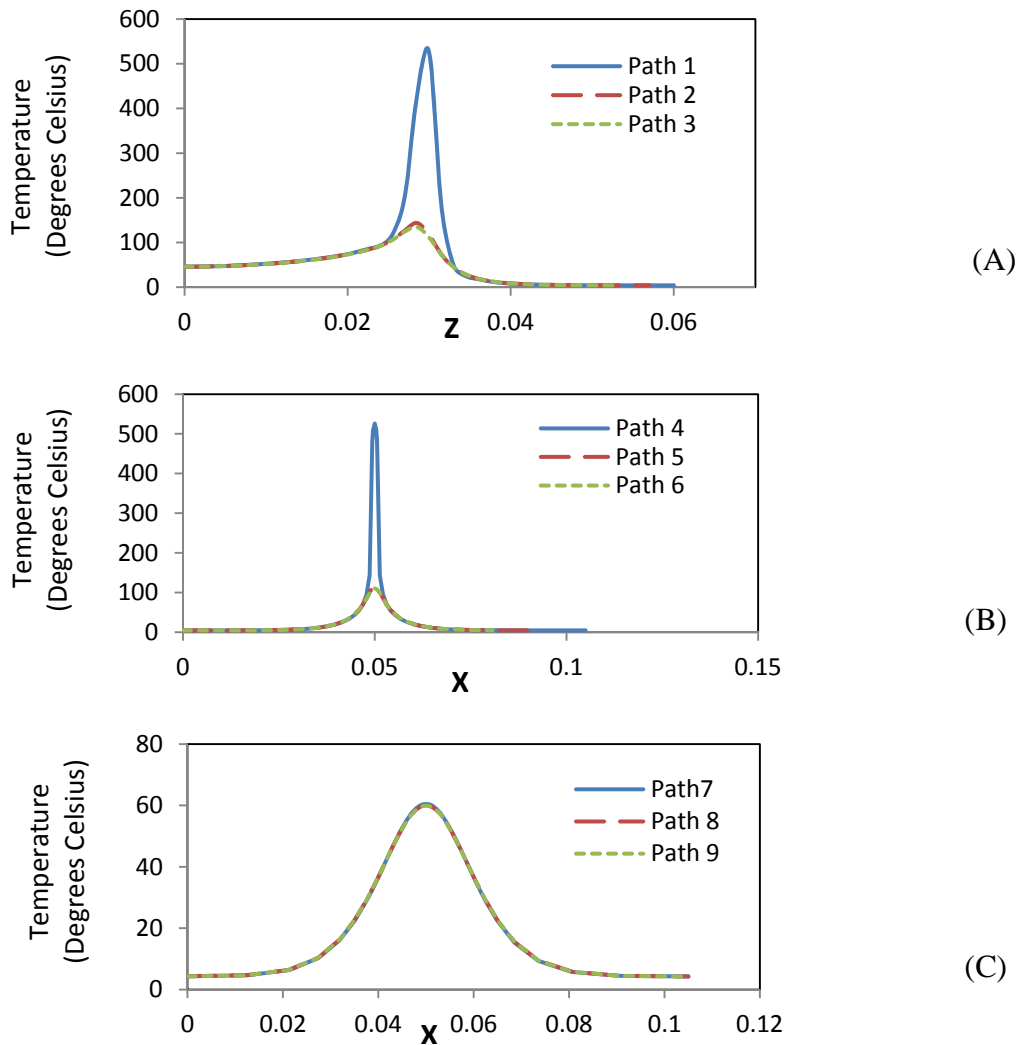 600
500
400
300
200
100
0
Temperature
(Degrees Celsius)
Path 1
Path 2
Path 3
0
0.02
0.04
0.06
Z
(A)
600
500
400
300
200
100
0
Temperature
(Degrees Celsius)
Path 4
Path 5
Path 6
0
0.05
0.1
0.15
X
(B)
80
60
40
20
0
Temperature
(Degrees Celsius)
Path7
Path 8
Path 9
0
0.02
0.04
0.06
0.08
0.1
0.12
X
(C)